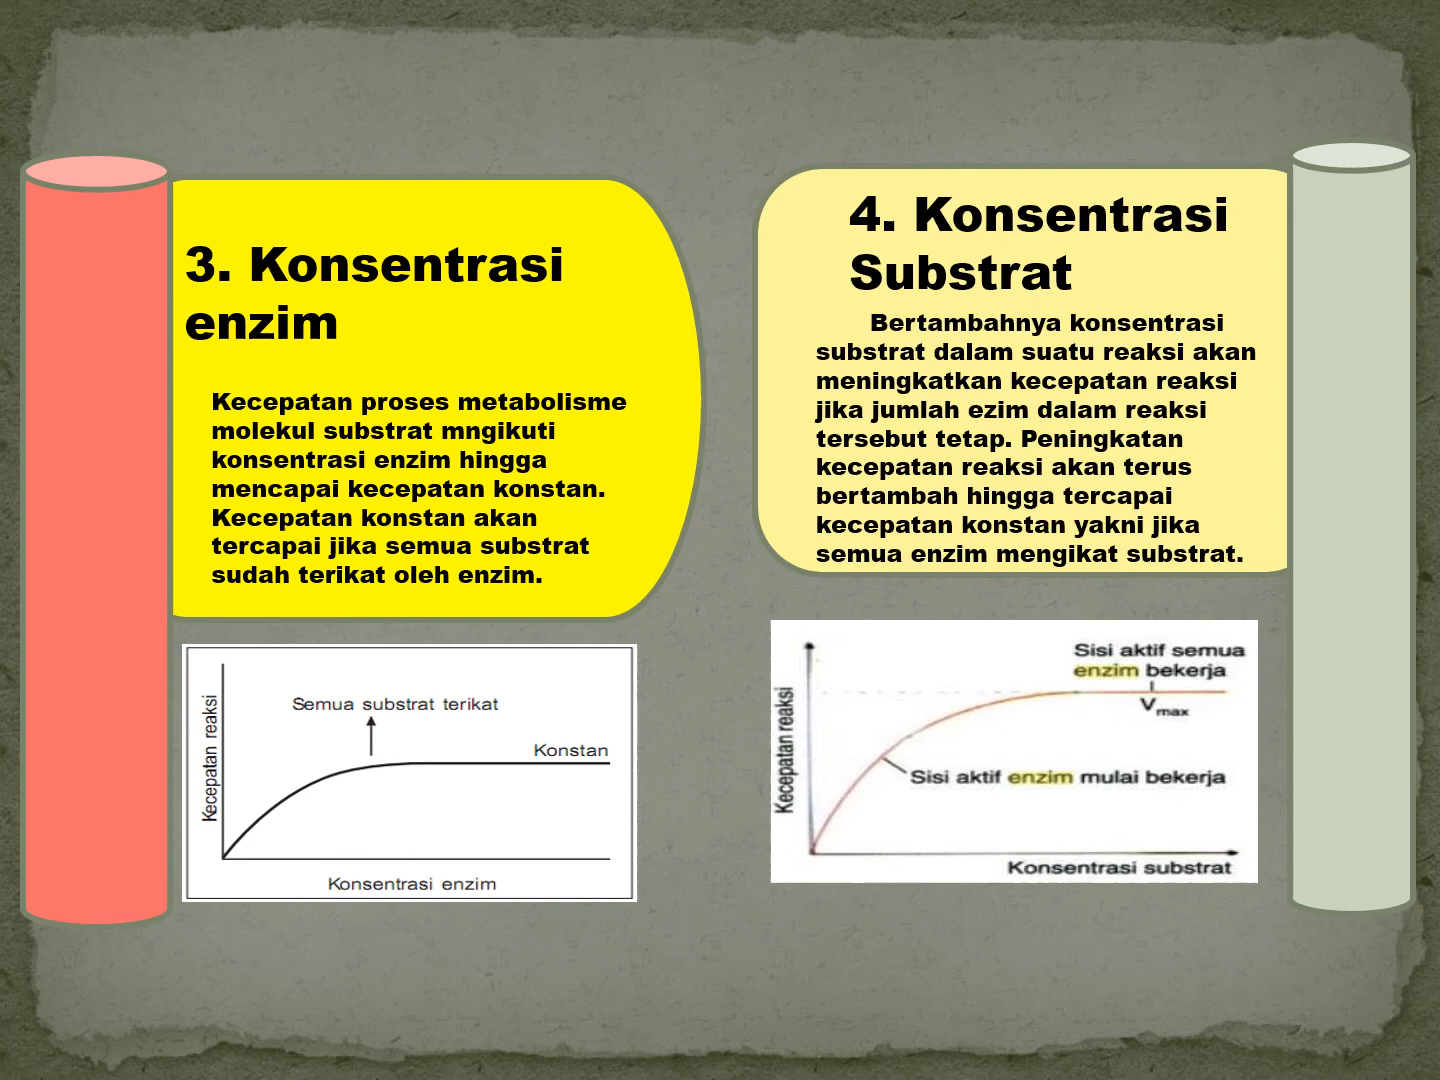 3. Konsentrasi
enzim
Kecepatan proses metabolisme
molekul substrat mngikuti
konsentrasi enzim hingga
mencapai kecepatan konstan.
Kecepatan konstan akan
tercapai jika semua substrat
sudah terikat oleh enzim.
Kecepatan reaksi
Semua substrat terikat
Konstan
Konsentrasi enzim
4. Konsentrasi
Substrat
Bertambahnya konsentrasi
substrat dalam suatu reaksi akan
meningkatkan kecepatan reaksi
jika jumlah ezim dalam reaksi
tersebut tetap. Peningkatan
kecepatan reaksi akan terus
bertambah hingga tercapai
kecepatan konstan yakni jika
semua enzim mengikat substrat.
Kecepatan reaksi
Sisi aktif semua
enzim bekerja
Vmax
Sisi aktif enzim mulai bekerja
Konsentrasi substrat